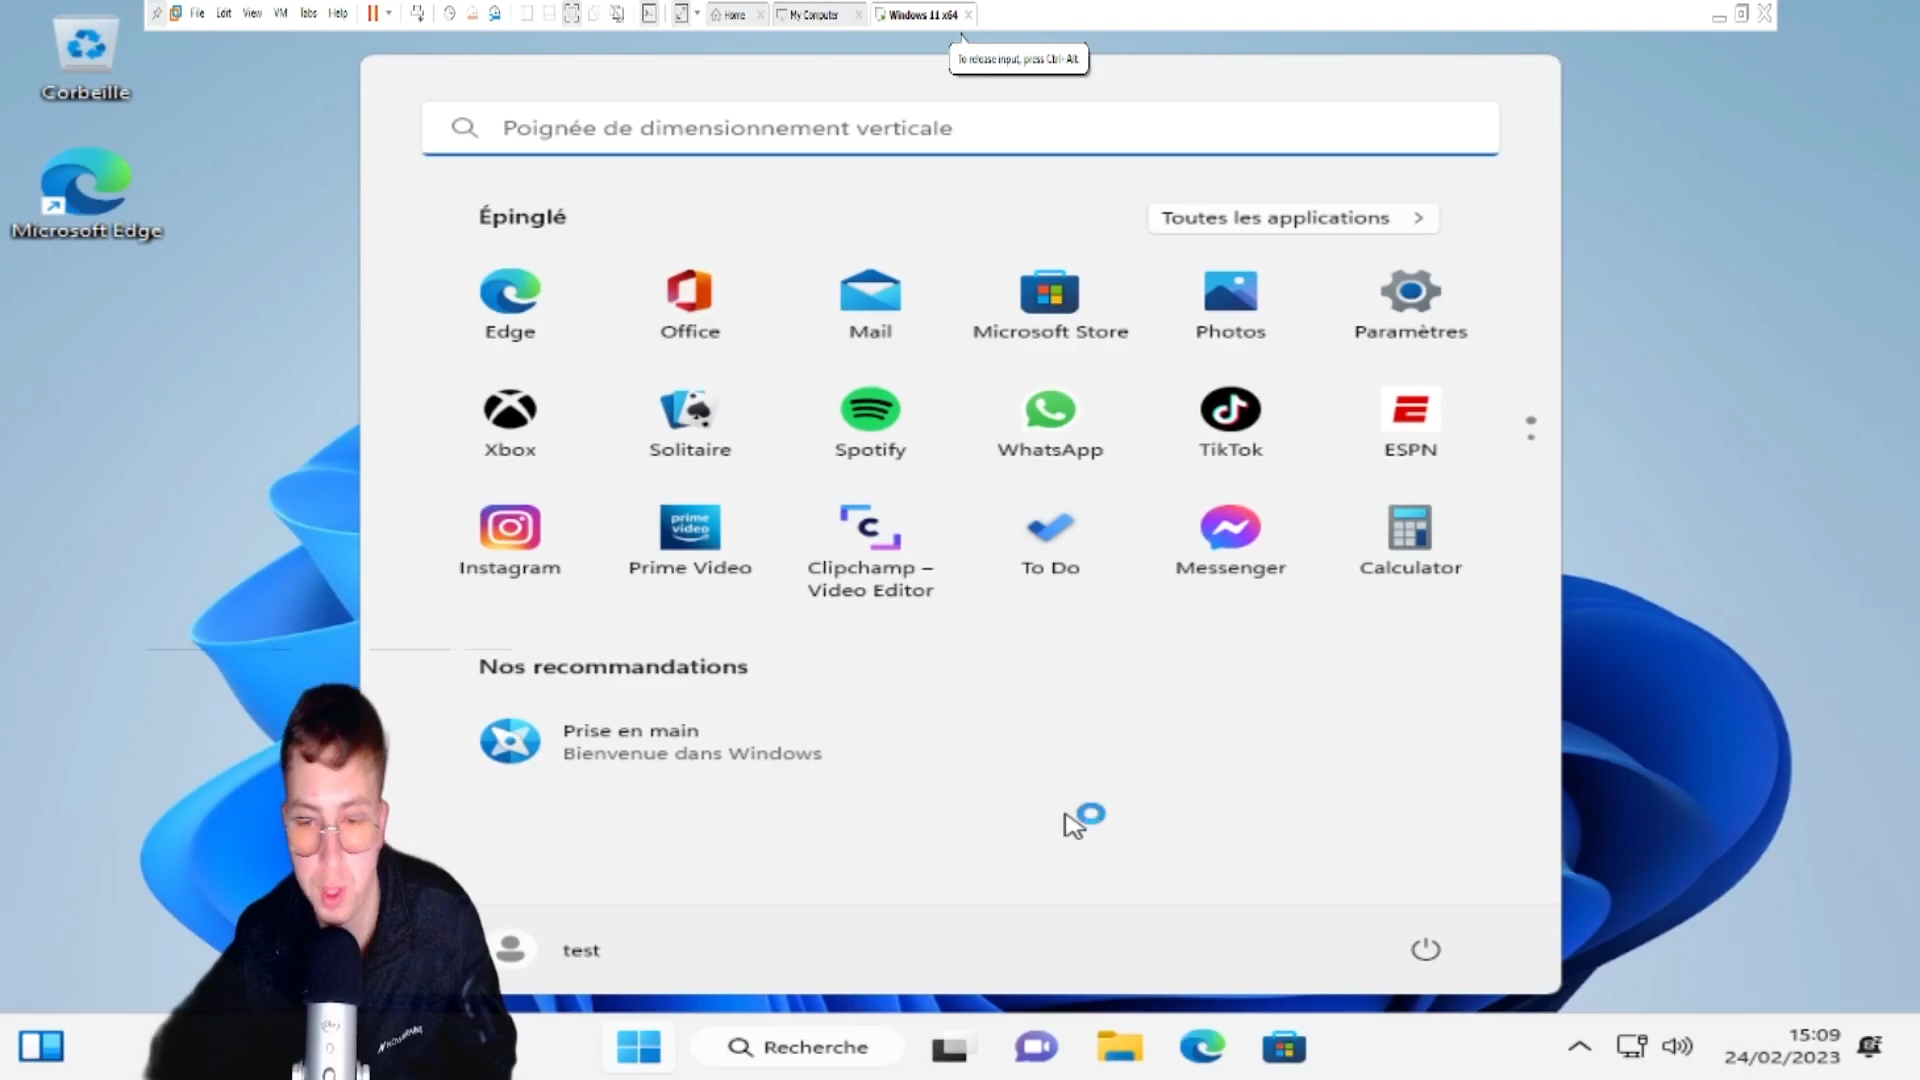 File Edit View VM Tabs Help
Home
My Computer
Windows 11 x64
To release input, press Ctrl+Alt.
Corbeille
Microsoft Edge
Poignée de dimensionnement verticale
Épinglé
Toutes les applications
Edge
Office
Mail
Microsoft Store
Photos
Paramètres
Xbox
Solitaire
Spotify
WhatsApp
TikTok
ESPN
prime video
Instagram
Prime Video
Clipchamp –
Video Editor
To Do
Messenger
Calculator
Nos recommandations
Prise en main
Bienvenue dans Windows
test
Recherche
15:09
24/02/2023